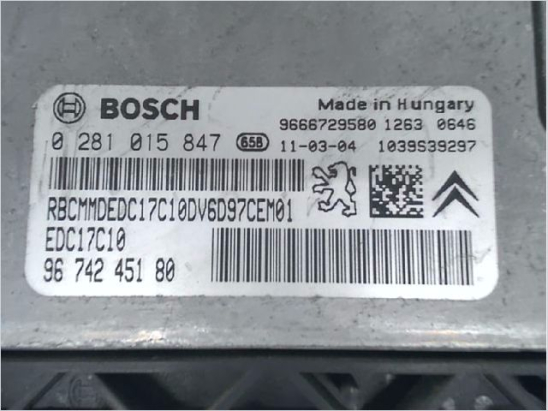 BOSCH
Made in Hungary
9666729580 1263 0646
0 281 015 847 658 11-03-04 1039S39297
RBCMMDEDC17C10DV6D97CEM01
EDC17C10
96 742 451 80